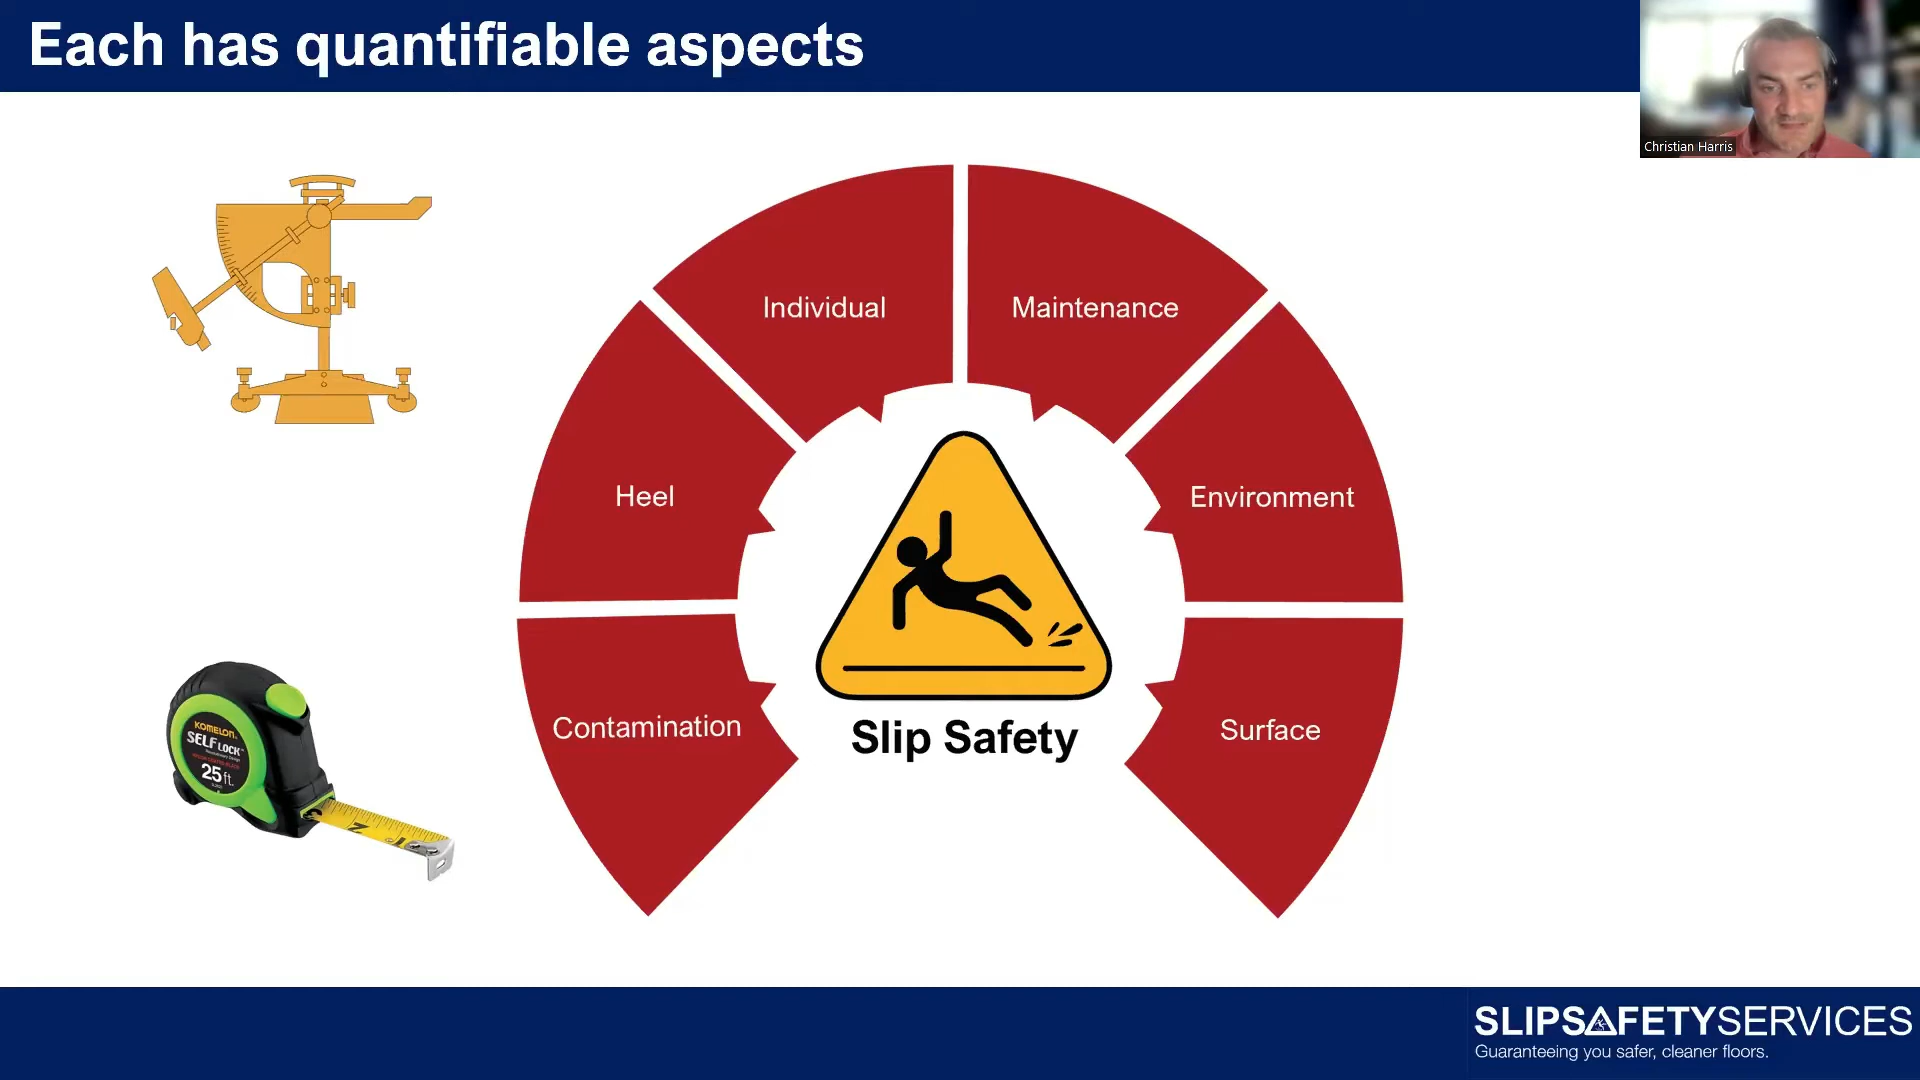 Each has quantifiable aspects
Christian Harris
Individual
Maintenance
Heel
Environment
Contamination
Surface
Slip Safety
KOMELON
SELF LOCK
25 ft.
SLIPSAFETYSERVICES
Guaranteeing you safer, cleaner floors.